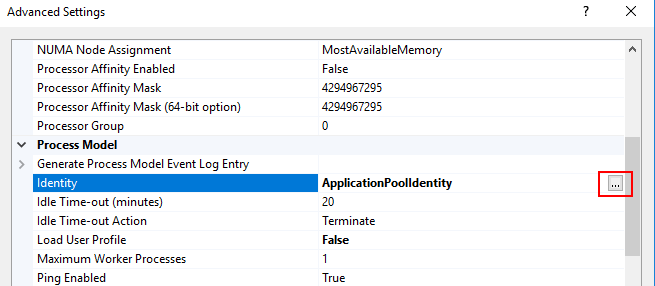 Advanced Settings ? ×
NUMA Node Assignment MostAvailableMemory
Processor Affinity Enabled False
Processor Affinity Mask 4294967295
Processor Affinity Mask (64-bit option) 4294967295
Processor Group 0
Process Model
Generate Process Model Event Log Entry
Identity ApplicationPoolIdentity ...
Idle Time-out (minutes) 20
Idle Time-out Action Terminate
Load User Profile False
Maximum Worker Processes 1
Ping Enabled True